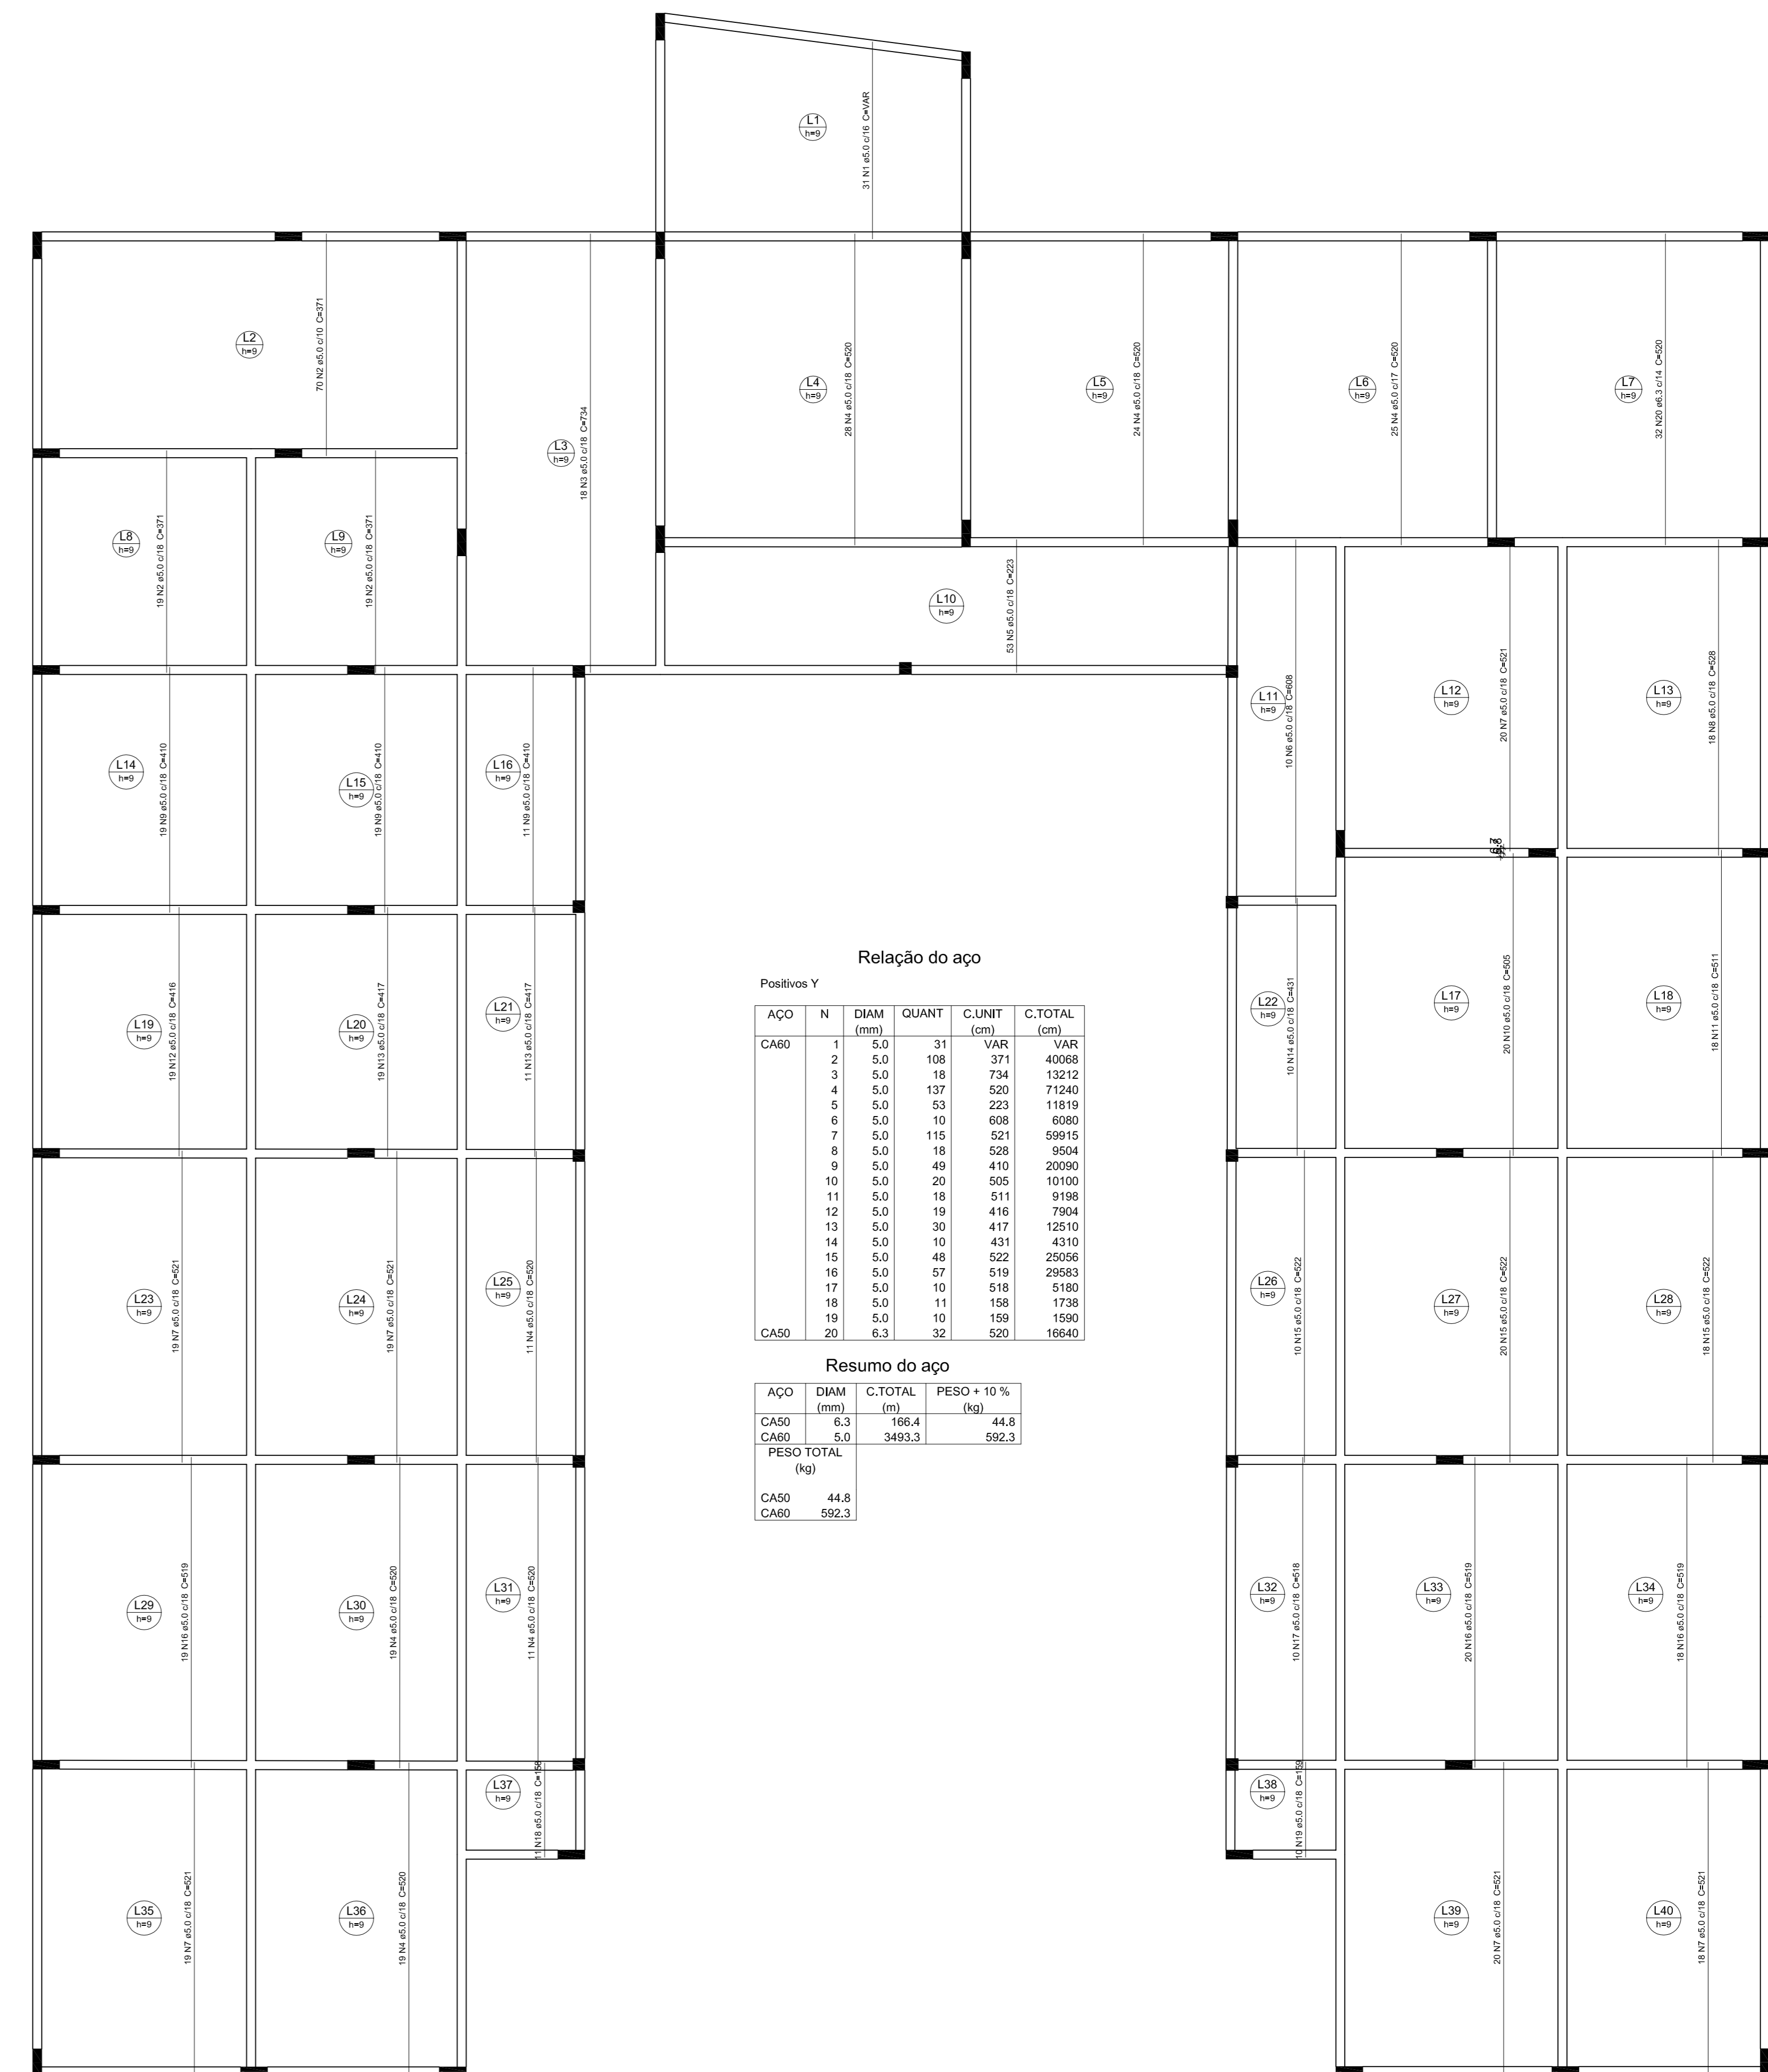 L1
h=9
31 N1 ø5.0 c/16 C=VAR
L2
h=9
70 N2 ø5.0 c/10 C=371
L3
h=9
18 N3 ø5.0 c/18 C=734
L4
h=9
28 N4 ø5.0 c/18 C=520
L5
h=9
24 N4 ø5.0 c/18 C=520
L6
h=9
25 N4 ø5.0 c/17 C=520
L7
h=9
32 N20 ø6.3 c/14 C=520
L8
h=9
19 N2 ø5.0 c/18 C=371
L9
h=9
19 N2 ø5.0 c/18 C=371
L10
h=9
53 N5 ø5.0 c/18 C=223
L11
h=9
10 N6 ø5.0 c/18 C=608
L12
h=9
20 N7 ø5.0 c/18 C=521
L13
h=9
18 N8 ø5.0 c/18 C=528
L14
h=9
19 N9 ø5.0 c/18 C=410
L15
h=9
19 N9 ø5.0 c/18 C=410
L16
h=9
11 N9 ø5.0 c/18 C=410
L17
h=9
20 N10 ø5.0 c/18 C=505
L18
h=9
18 N11 ø5.0 c/18 C=511
L19
h=9
19 N12 ø5.0 c/18 C=416
L20
h=9
19 N13 ø5.0 c/18 C=417
L21
h=9
11 N13 ø5.0 c/18 C=417
L22
h=9
10 N14 ø5.0 c/18 C=431
Relação do aço
Positivos Y
AÇO N DIAM QUANT C.UNIT C.TOTAL
(mm) (cm) (cm)
CA60 1 5.0 31 VAR VAR
2 5.0 108 371 40068
3 5.0 18 734 13212
4 5.0 137 520 71240
5 5.0 53 223 11819
6 5.0 10 608 6080
7 5.0 115 521 59915
8 5.0 18 528 9504
9 5.0 49 410 20090
10 5.0 20 505 10100
11 5.0 18 511 9198
12 5.0 19 416 7904
13 5.0 30 417 12510
14 5.0 10 431 4310
15 5.0 48 522 25056
16 5.0 57 519 29583
17 5.0 10 518 5180
18 5.0 11 158 1738
19 5.0 10 159 1590
CA50 20 6.3 32 520 16640
Resumo do aço
AÇO DIAM C.TOTAL PESO + 10 %
(mm) (m) (kg)
CA50 6.3 166.4 44.8
CA60 5.0 3493.3 592.3
PESO TOTAL
(kg)
CA50 44.8
CA60 592.3
L23
h=9
19 N7 ø5.0 c/18 C=521
L24
h=9
19 N7 ø5.0 c/18 C=521
L25
h=9
11 N4 ø5.0 c/18 C=520
L26
h=9
10 N15 ø5.0 c/18 C=522
L27
h=9
20 N15 ø5.0 c/18 C=522
L28
h=9
18 N15 ø5.0 c/18 C=522
L29
h=9
19 N16 ø5.0 c/18 C=519
L30
h=9
19 N4 ø5.0 c/18 C=520
L31
h=9
11 N4 ø5.0 c/18 C=520
L32
h=9
10 N17 ø5.0 c/18 C=518
L33
h=9
20 N16 ø5.0 c/18 C=519
L34
h=9
18 N16 ø5.0 c/18 C=519
L35
h=9
19 N7 ø5.0 c/18 C=521
L36
h=9
19 N4 ø5.0 c/18 C=520
L37
h=9
11 N18 ø5.0 c/18 C=158
L38
h=9
10 N19 ø5.0 c/18 C=159
L39
h=9
20 N7 ø5.0 c/18 C=521
L40
h=9
18 N7 ø5.0 c/18 C=521